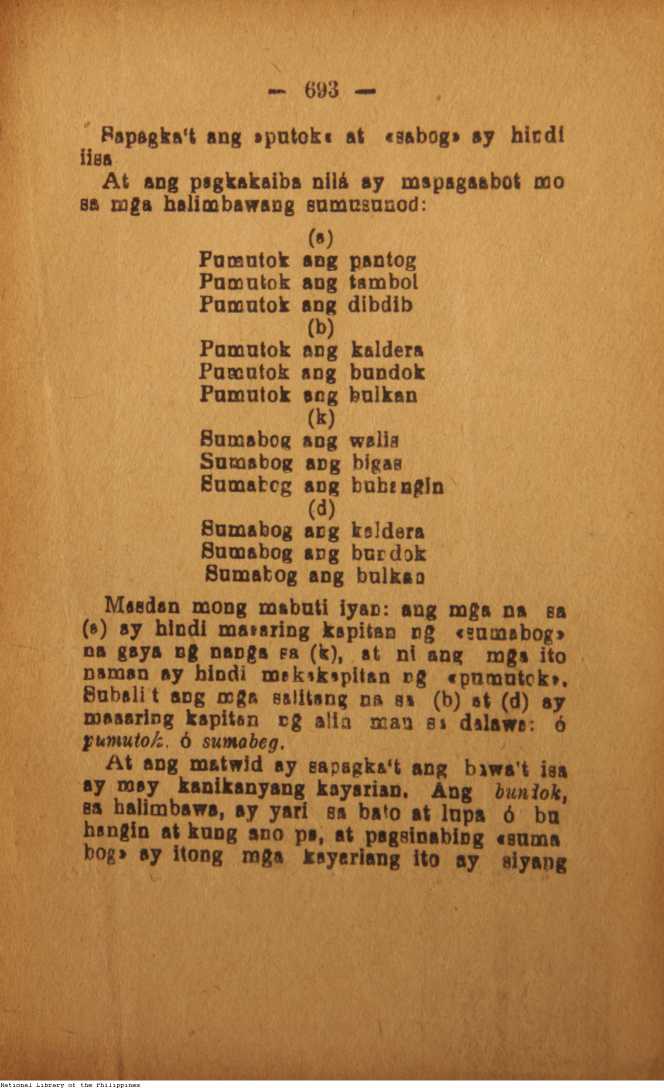 — 693 —
Sapagka't ang »putok« at «sabog» ay hindi
iisa
At ang pagkakaiba nilá ay mapagaabot mo
sa mga halimbawang sumusunod:
(a)
Pumutok ang pantog
Pumutok ang tambol
Pumutok ang dibdib
(b)
Pumutok ang kaldera
Pumutok ang bundok
Pumutok ang bulkan
(k)
Sumabog ang walis
Sumabog ang bigas
Sumabog ang buhangin
(d)
Sumabog ang kaldera
Sumabog ang bundok
Sumabog ang bulkan
Masdan mong mabuti iyan: ang mga na sa
(a) ay hindi masaring kapitan ng «sumabog»
na gaya ng nanga sa (k), at ni ang mga ito
naman ay hindi makakapitan ng «pumutok».
Subali t ang mga salitang na sa (b) at (d) ay
maaaring kapitan ng alin man sa dalawa: ó
pumutok. ó sumabog.
At ang matwid ay sapagka't ang bawa't isa
ay may kanikanyang kayarian. Ang bundok,
sa halimbawa, ay yari sa bato at lupa ó bu
hangin at kung ano pa, at pagsinabing «suma
bog» ay itong mga kayariang ito ay siyang
National Library of the Philippines